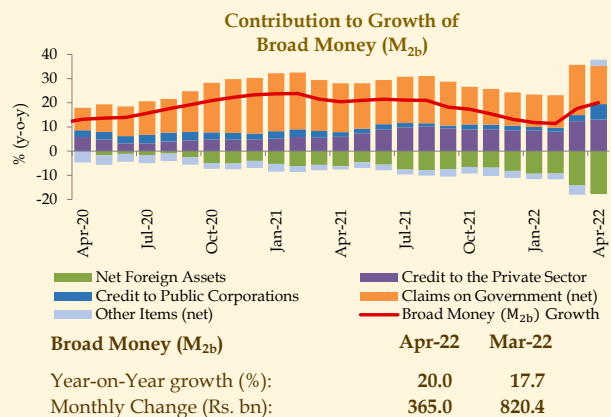 Contribution to Growth of
Broad Money (M2b)
% (y-o-y)
40
30
20
10
0
-10
-20
Apr-20
Jul-20
Oct-20
Jan-21
Apr-21
Jul-21
Oct-21
Jan-22
Apr-22
Net Foreign Assets
Credit to the Private Sector
Credit to Public Corporations
Claims on Government (net)
Other Items (net)
Broad Money (M2b) Growth
Broad Money (M2b) Apr-22 Mar-22
Year-on-Year growth (%): 20.0 17.7
Monthly Change (Rs. bn): 365.0 820.4